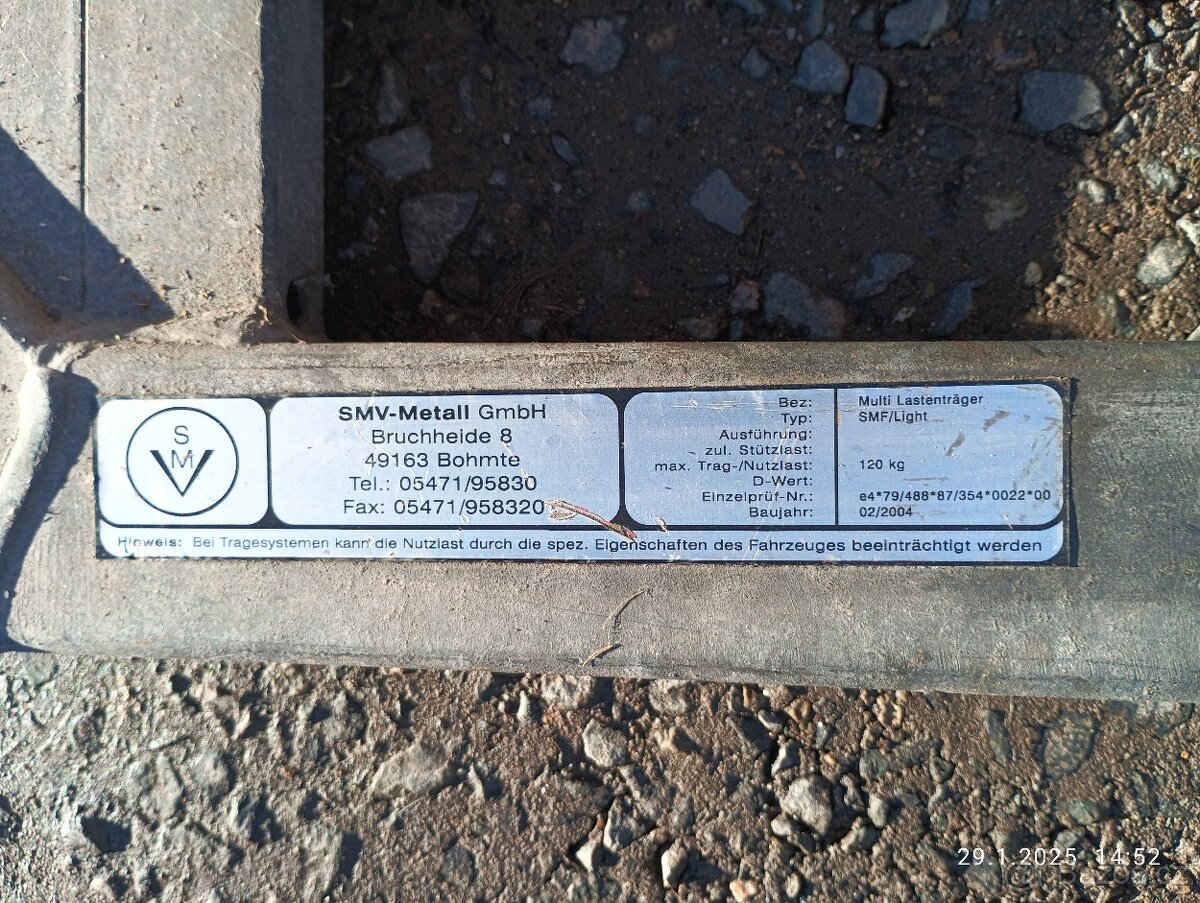 S
M
V
SMV-Metall GmbH
Bruchheide 8
49163 Bohmte
Tel.: 05471/95830
Fax: 05471/958320
Bez: Multi Lastenträger
Typ: SMF/Light
Ausführung:
zul. Stützlast:
max. Trag-/Nutzlast: 120 kg
D-Wert:
Einzelprüf-Nr.: e4*79/488*87/354*0022*00
Baujahr: 02/2004
Hinweis: Bei Tragesystemen kann die Nutzlast durch die spez. Eigenschaften des Fahrzeuges beeinträchtigt werden
29.1.2025 14:52